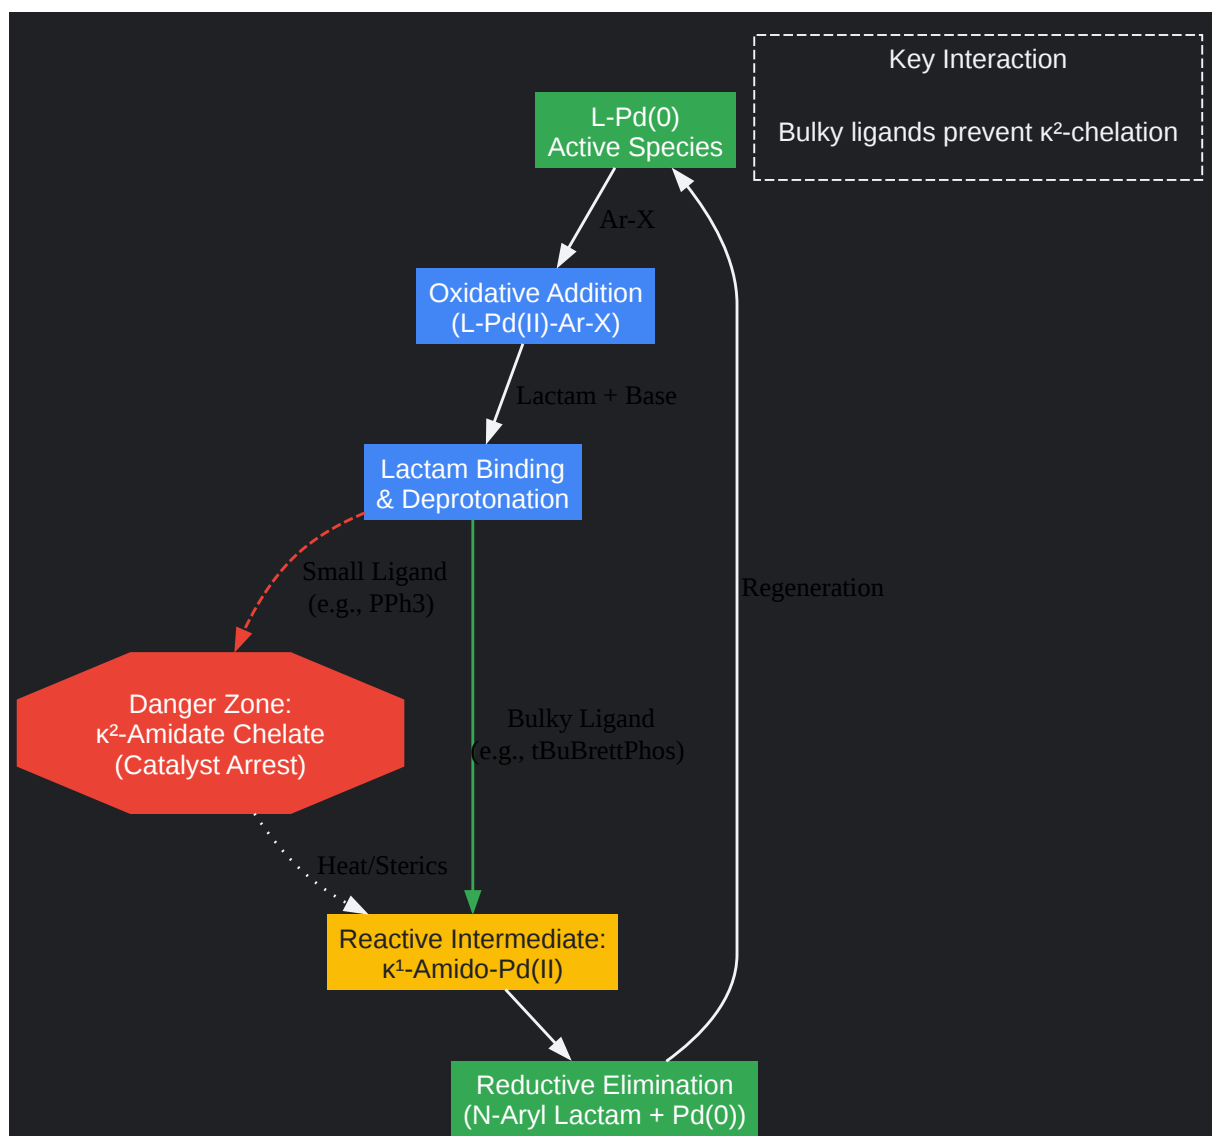 Key Interaction
Bulky ligands prevent κ²-chelation
L-Pd(0)
Active Species
Ar-X
Oxidative Addition
(L-Pd(II)-Ar-X)
Lactam + Base
Lactam Binding
& Deprotonation
Small Ligand
(e.g., PPh3)
Regeneration
Danger Zone:
κ²-Amidate Chelate
(Catalyst Arrest)
Bulky Ligand
(e.g., tBuBrettPhos)
Heat/Sterics
Reactive Intermediate:
κ¹-Amido-Pd(II)
Reductive Elimination
(N-Aryl Lactam + Pd(0))